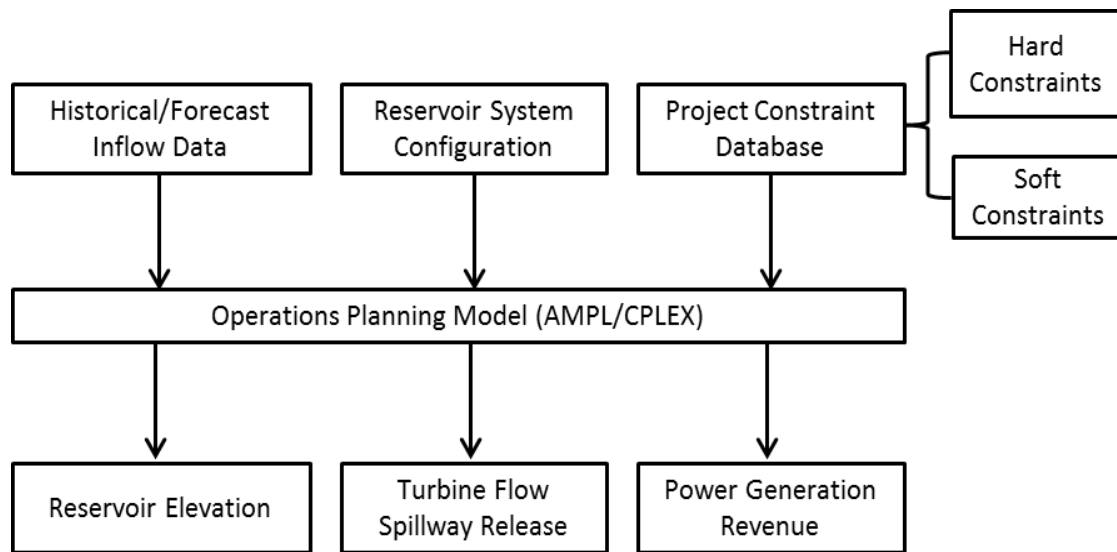 Historical/Forecast
Inflow Data
Reservoir System
Configuration
Project Constraint
Database
Hard
Constraints
Soft
Constraints
Operations Planning Model (AMPL/CPLEX)
Reservoir Elevation
Turbine Flow
Spillway Release
Power Generation
Revenue